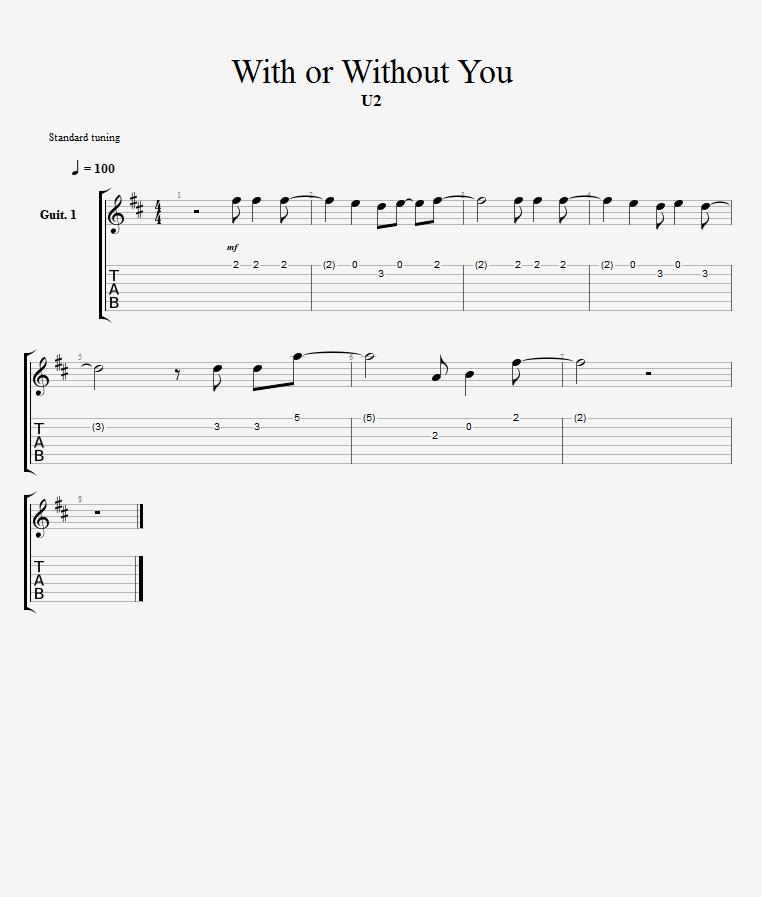 With or Without You
U2
Standard tuning
= 100
Guit. 1
4
4
1
2
3
4
mf
T
A
B
2 2 2 (2) 0 3 0 2 (2) 2 2 2 (2) 0 3 0 3
5
6
7
T
A
B
(3) 3 3 5 (5) 2 0 2 (2)
8
T
A
B